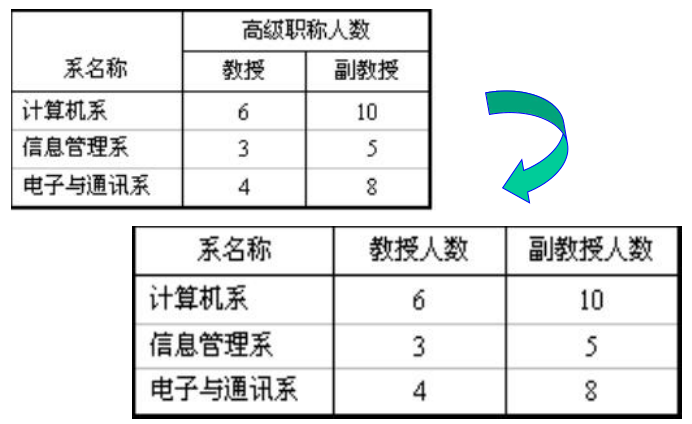 高级职称人数
系名称 教授 副教授
计算机系 6 10
信息管理系 3 5
电子与通讯系 4 8
系名称 教授人数 副教授人数
计算机系 6 10
信息管理系 3 5
电子与通讯系 4 8